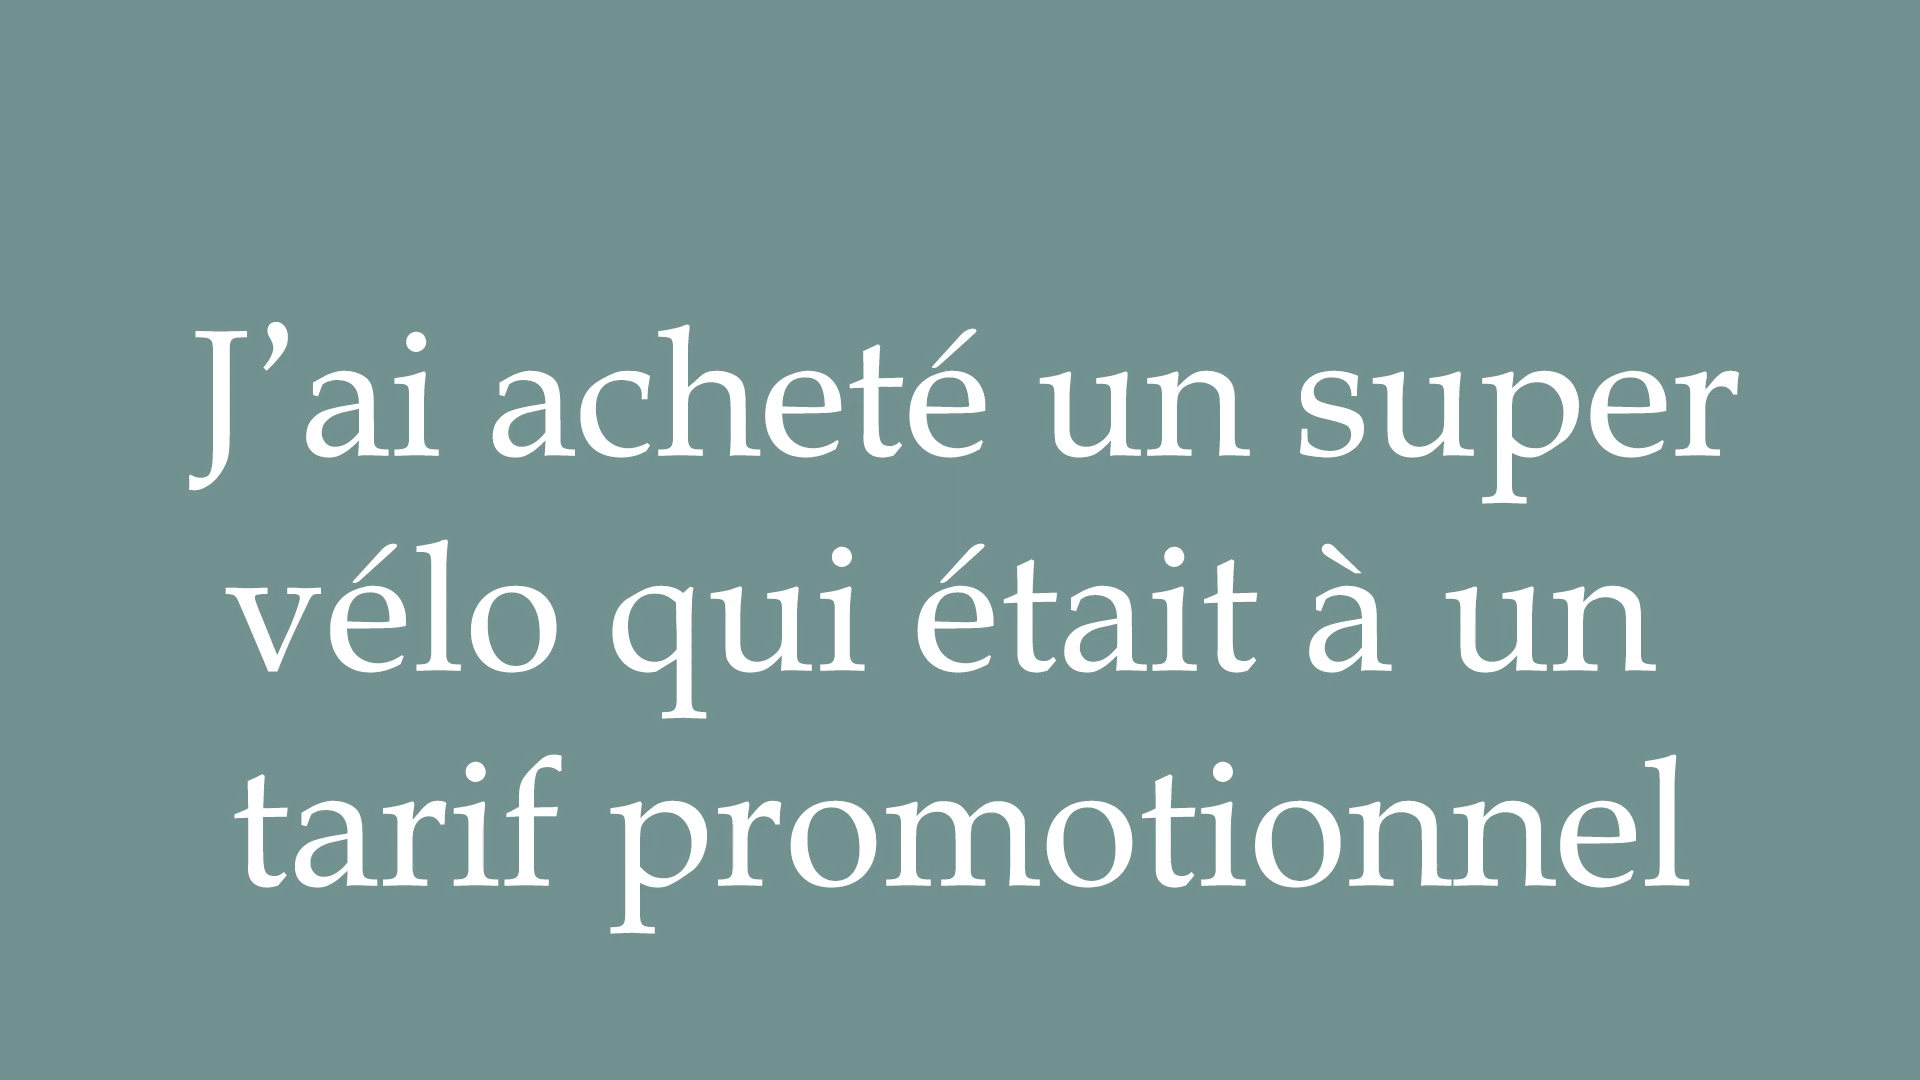 J’ai acheté un super
vélo qui était à un
tarif promotionnel